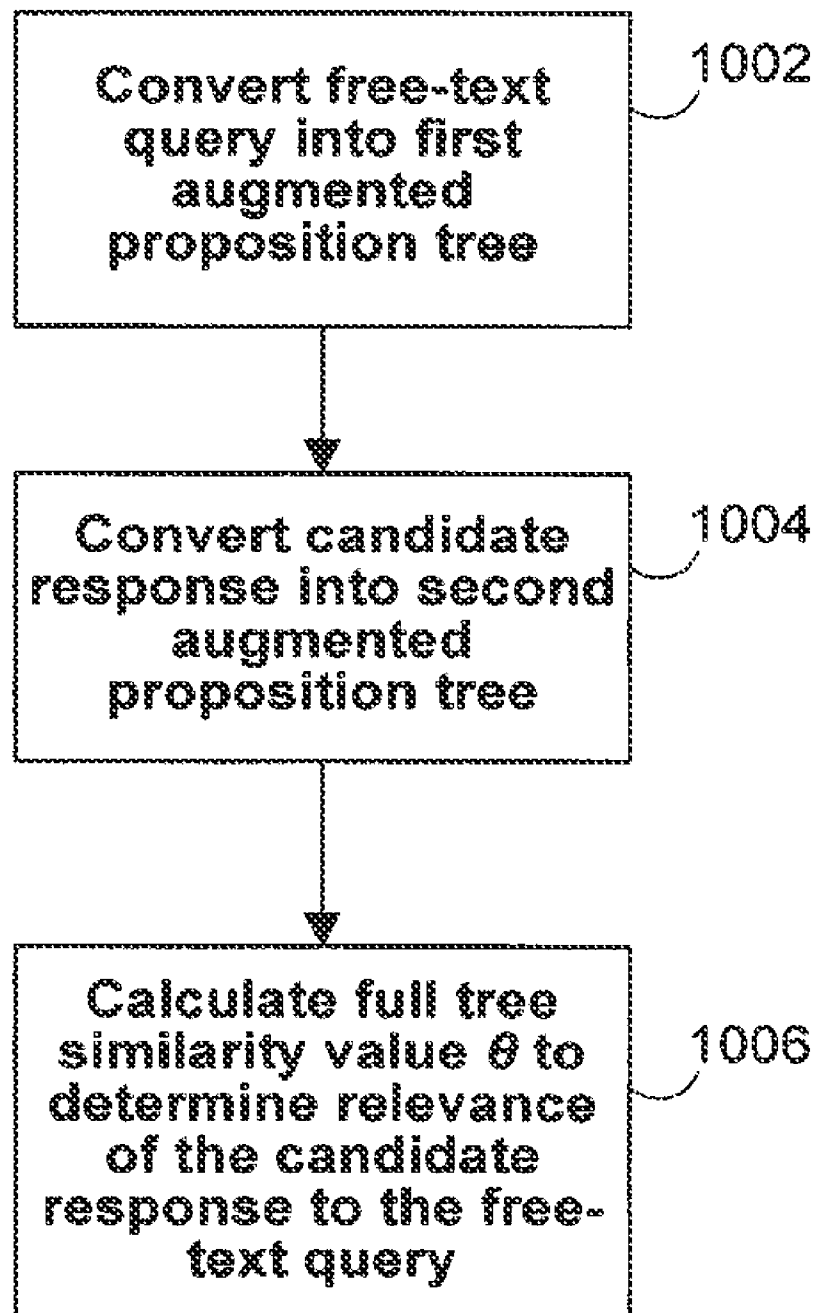 Convert free-text
query into first
augmented
proposition tree
1002
Convert candidate
response into second
augmented
proposition tree
1004
Calculate full tree
similarity value θ to
determine relevance
of the candidate
response to the free-
text query
1006